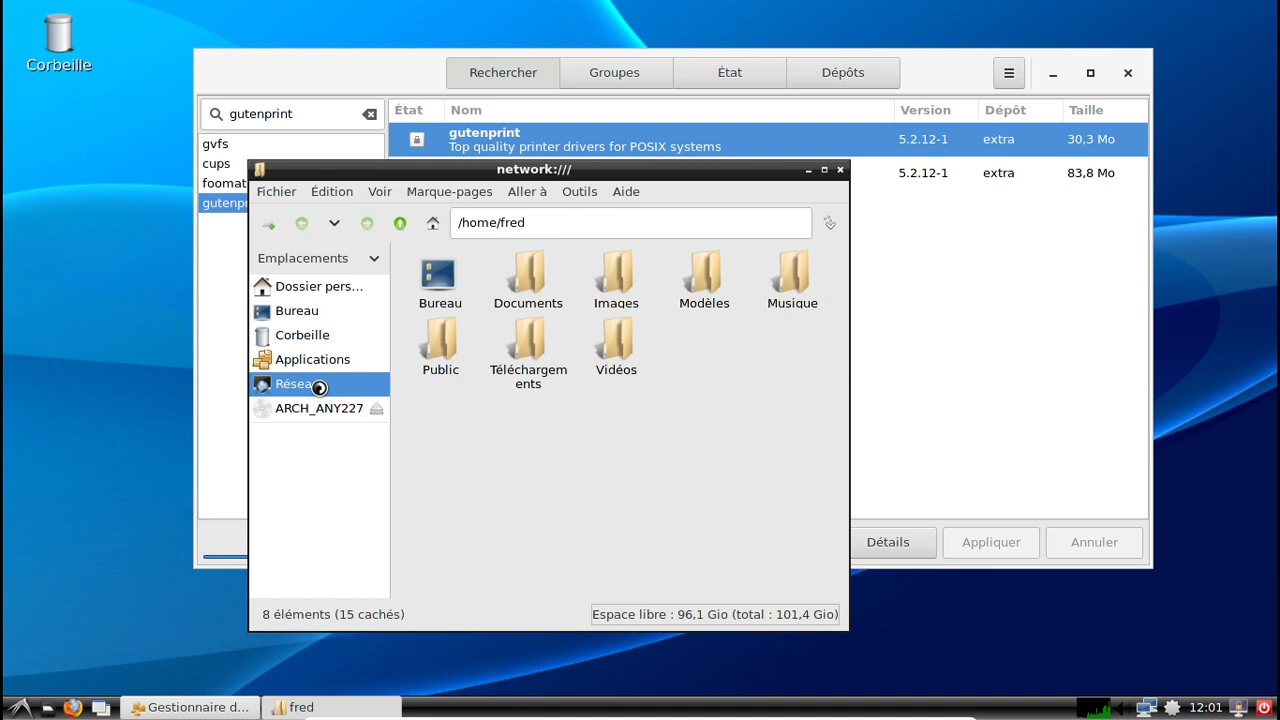 Corbeille
Rechercher Groupes État Dépôts
gutenprint
État Nom Version Dépôt Taille
gvfs
cups
foomat
gutenpr
gutenprint
Top quality printer drivers for POSIX systems
5.2.12-1 extra 30,3 Mo
5.2.12-1 extra 83,8 Mo
network:///
Fichier Édition Voir Marque-pages Aller à Outils Aide
/home/fred
Emplacements
Dossier pers...
Bureau
Corbeille
Applications
Résea
ARCH_ANY227
Bureau Documents Images Modèles Musique
Public Téléchargem
ents
Vidéos
8 éléments (15 cachés) Espace libre : 96,1 Gio (total : 101,4 Gio)
Détails Appliquer Annuler
Gestionnaire d... fred 12:01